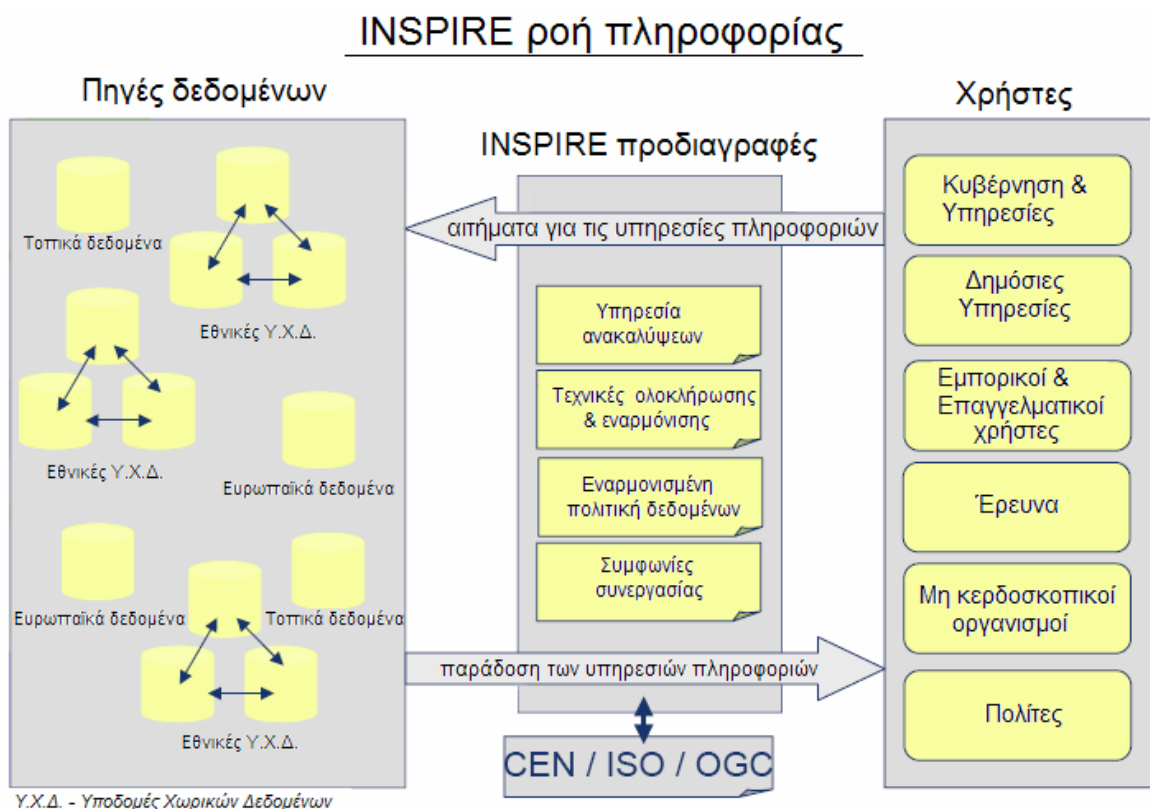 INSPIRE ροή πληροφορίας
Πηγές δεδομένων
Τοπικά δεδομένα
Εθνικές Υ.Χ.Δ.
Εθνικές Υ.Χ.Δ.
Ευρωπαϊκά δεδομένα
Ευρωπαϊκά δεδομένα
Τοπικά δεδομένα
Εθνικές Υ.Χ.Δ.
Υ.Χ.Δ. - Υποδομές Χωρικών Δεδομένων
INSPIRE προδιαγραφές
αιτήματα για τις υπηρεσίες πληροφοριών
Υπηρεσία
ανακαλύψεων
Τεχνικές ολοκλήρωσης
& εναρμόνισης
Εναρμονισμένη
πολιτική δεδομένων
Συμφωνίες
συνεργασίας
παράδοση των υπηρεσιών πληροφοριών
CEN / ISO / OGC
Χρήστες
Κυβέρνηση &
Υπηρεσίες
Δημόσιες
Υπηρεσίες
Εμπορικοί &
Επαγγελματικοί
χρήστες
Έρευνα
Μη κερδοσκοπικοί
οργανισμοί
Πολίτες